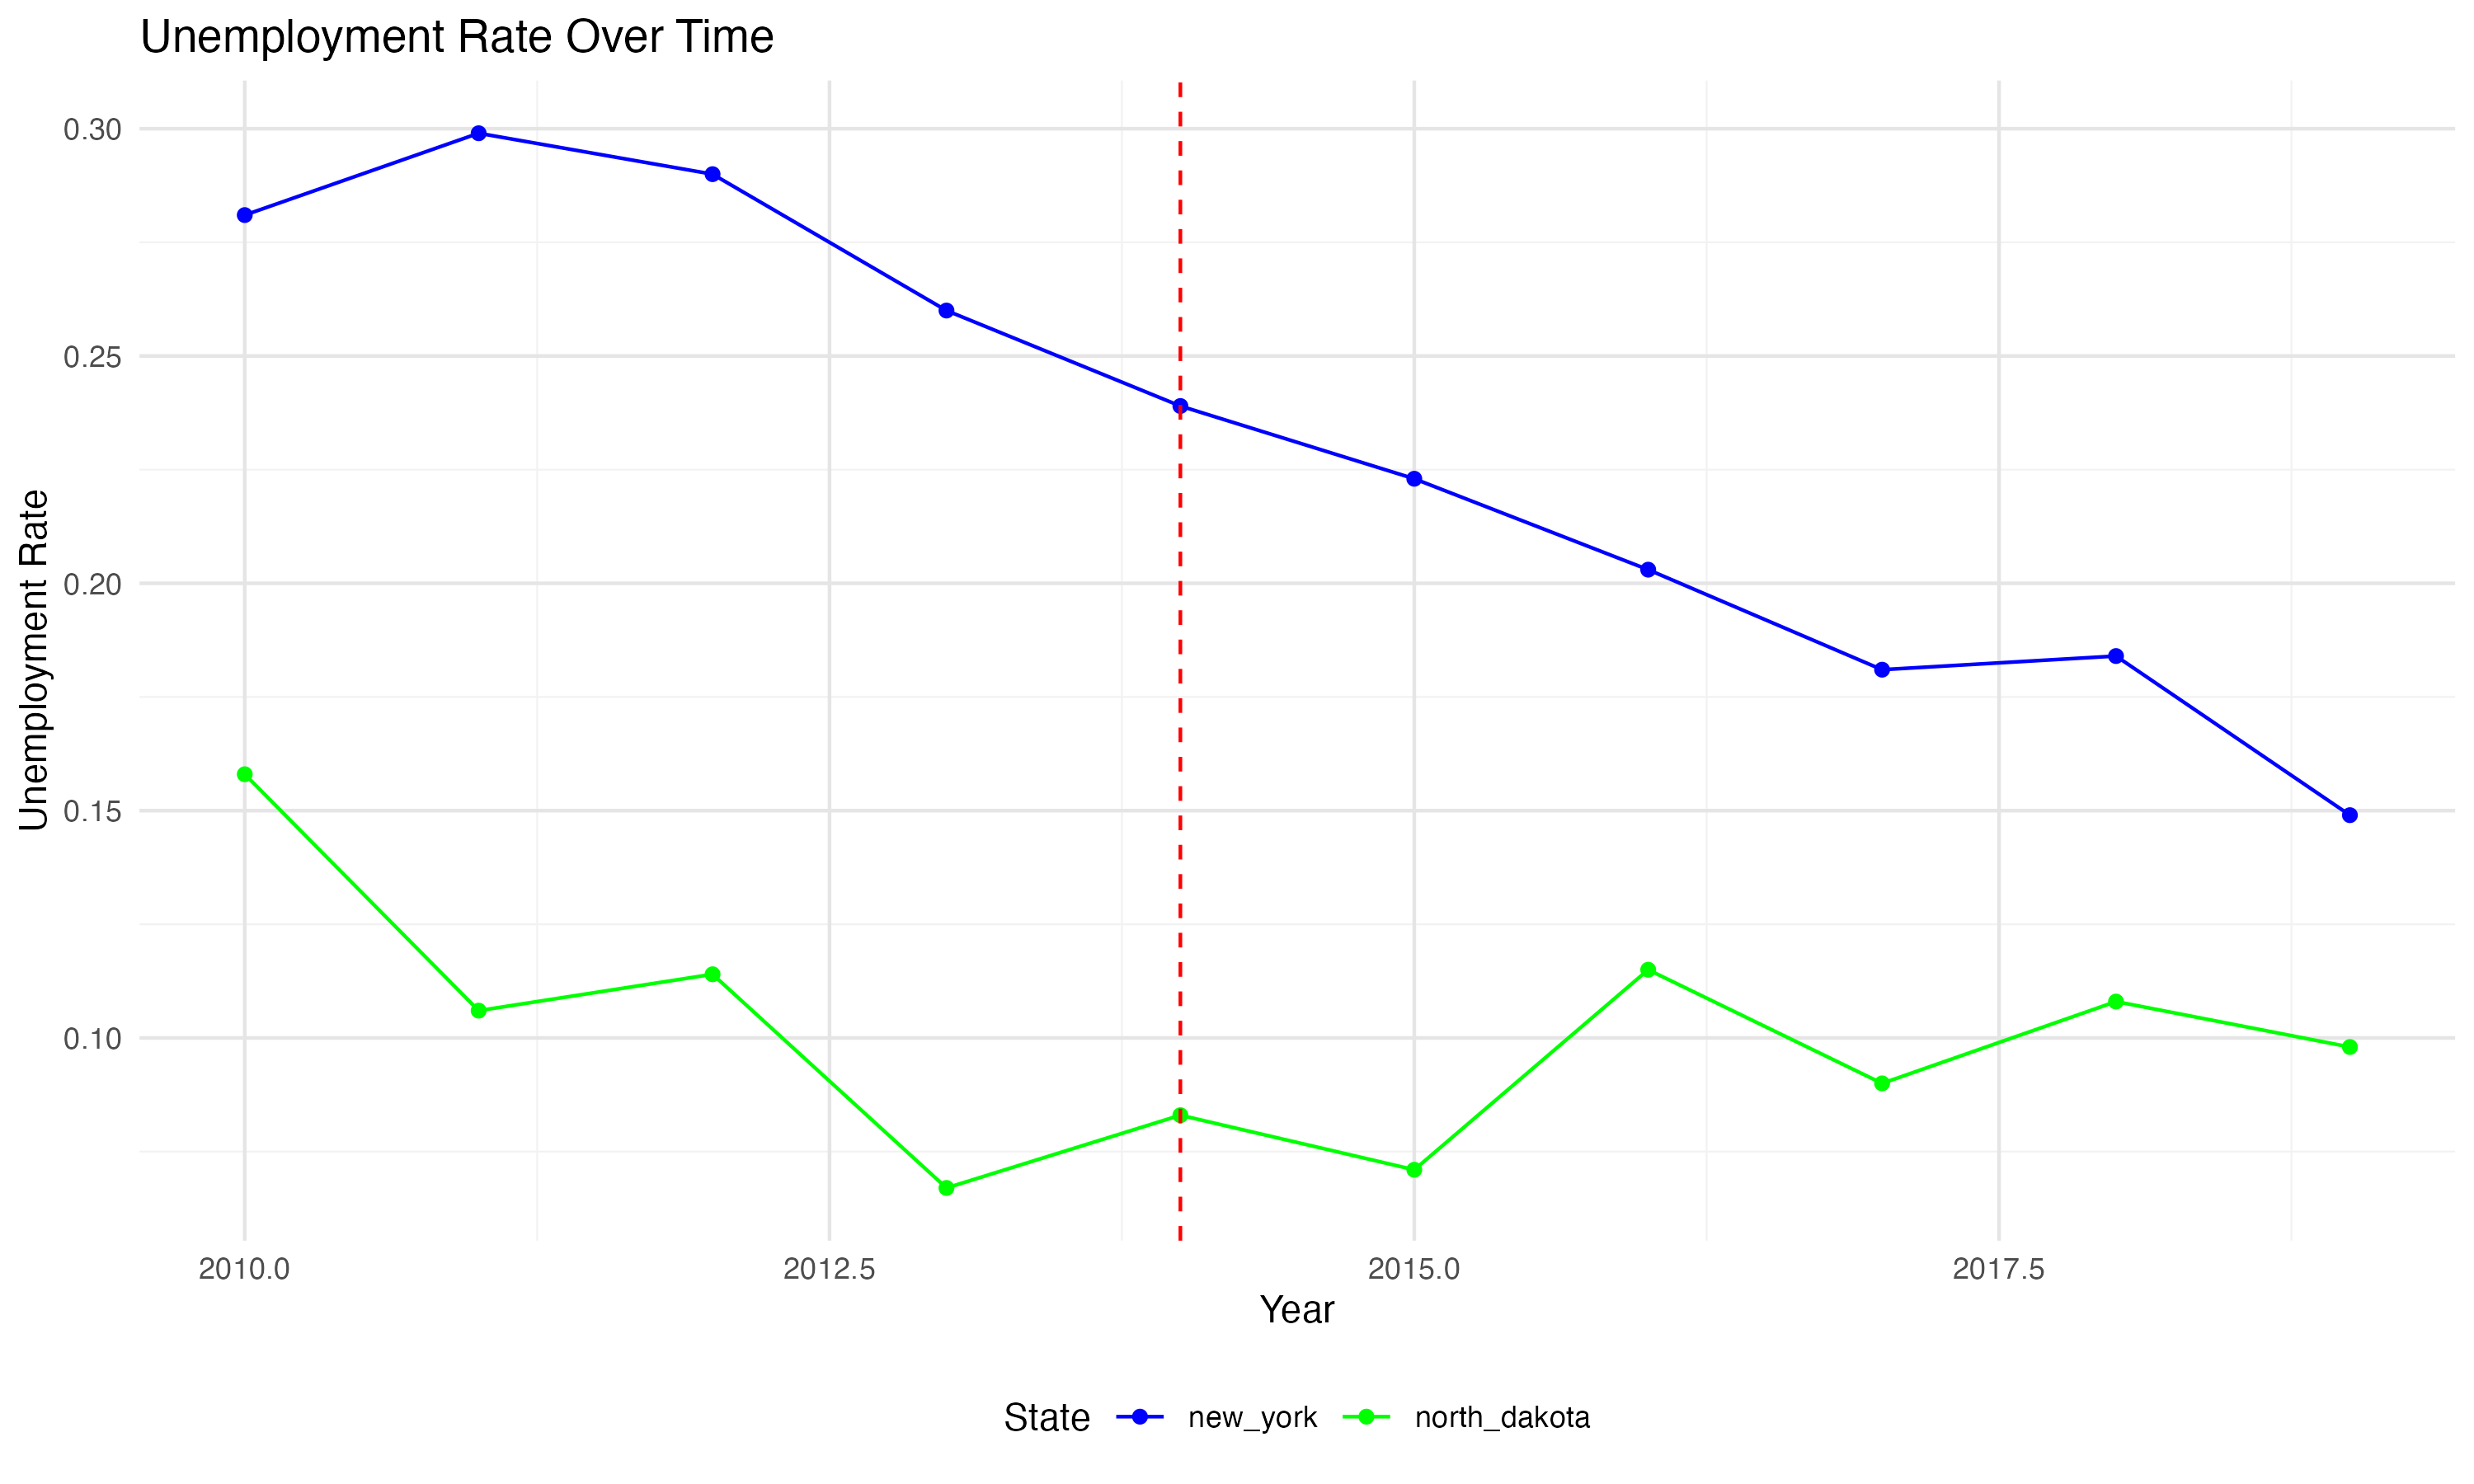 Unemployment Rate Over Time
Unemployment Rate
0.30
0.25
0.20
0.15
0.10
2010.0 2012.5 2015.0 2017.5
Year
State new_york north_dakota